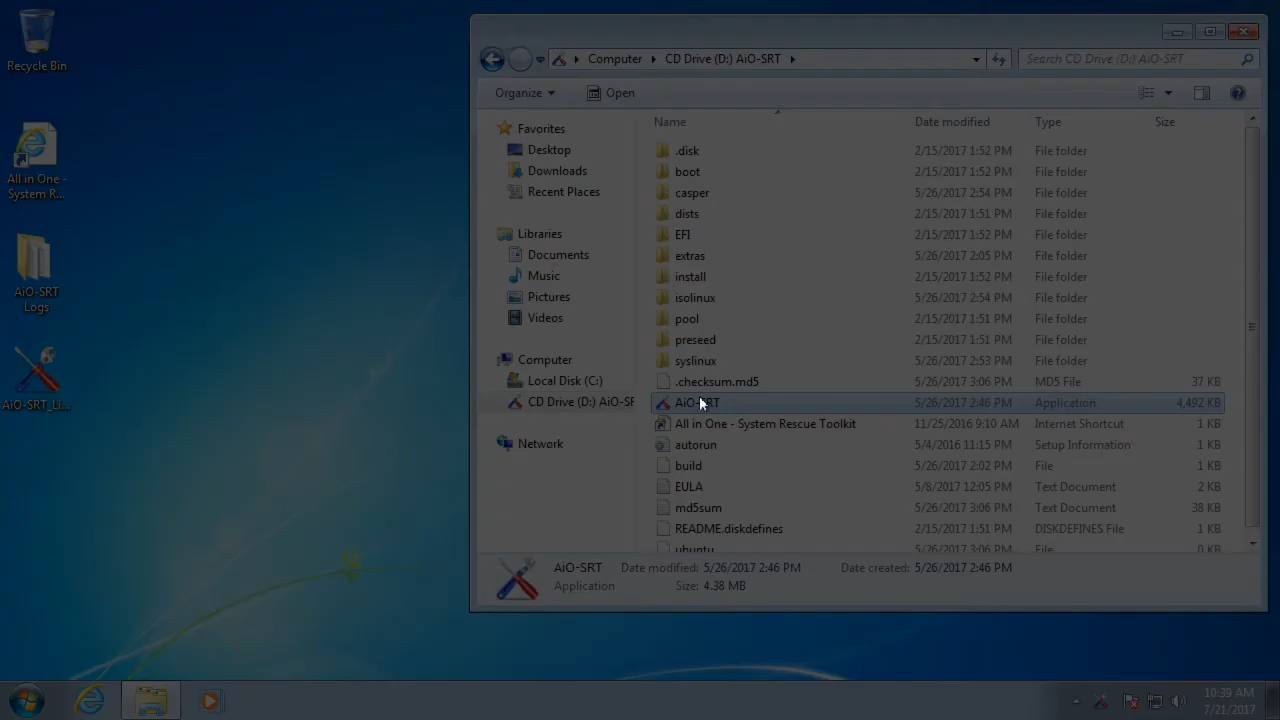 Recycle Bin
All in One -
System R...
AiO-SRT
Logs
AiO-SRT_Li...
Computer
CD Drive (D:) AiO-SRT
Search CD Drive (D:) AiO-SRT
Organize
Open
Favorites
Desktop
Downloads
Recent Places
Libraries
Documents
Music
Pictures
Videos
Computer
Local Disk (C:)
CD Drive (D:) AiO-SR
Network
Name Date modified Type Size
.disk 2/15/2017 1:52 PM File folder
boot 2/15/2017 1:52 PM File folder
casper 5/26/2017 2:54 PM File folder
dists 2/15/2017 1:51 PM File folder
EFI 2/15/2017 1:52 PM File folder
extras 5/26/2017 2:05 PM File folder
install 2/15/2017 1:52 PM File folder
isolinux 5/26/2017 2:54 PM File folder
pool 2/15/2017 1:51 PM File folder
preseed 2/15/2017 1:51 PM File folder
syslinux 5/26/2017 2:53 PM File folder
.checksum.md5 5/26/2017 3:06 PM MD5 File 37 KB
AiO-SRT 5/26/2017 2:46 PM Application 4,492 KB
All in One - System Rescue Toolkit 11/25/2016 9:10 AM Internet Shortcut 1 KB
autorun 5/4/2016 11:15 PM Setup Information 1 KB
build 5/26/2017 2:02 PM File 1 KB
EULA 5/8/2017 12:05 PM Text Document 2 KB
md5sum 5/26/2017 3:06 PM Text Document 38 KB
README.diskdefines 2/15/2017 1:51 PM DISKDEFINES File 1 KB
ubuntu 5/26/2017 3:06 PM File 0 KB
AiO-SRT Date modified: 5/26/2017 2:46 PM Date created: 5/26/2017 2:46 PM
Application Size: 4.38 MB
10:39 AM
7/21/2017